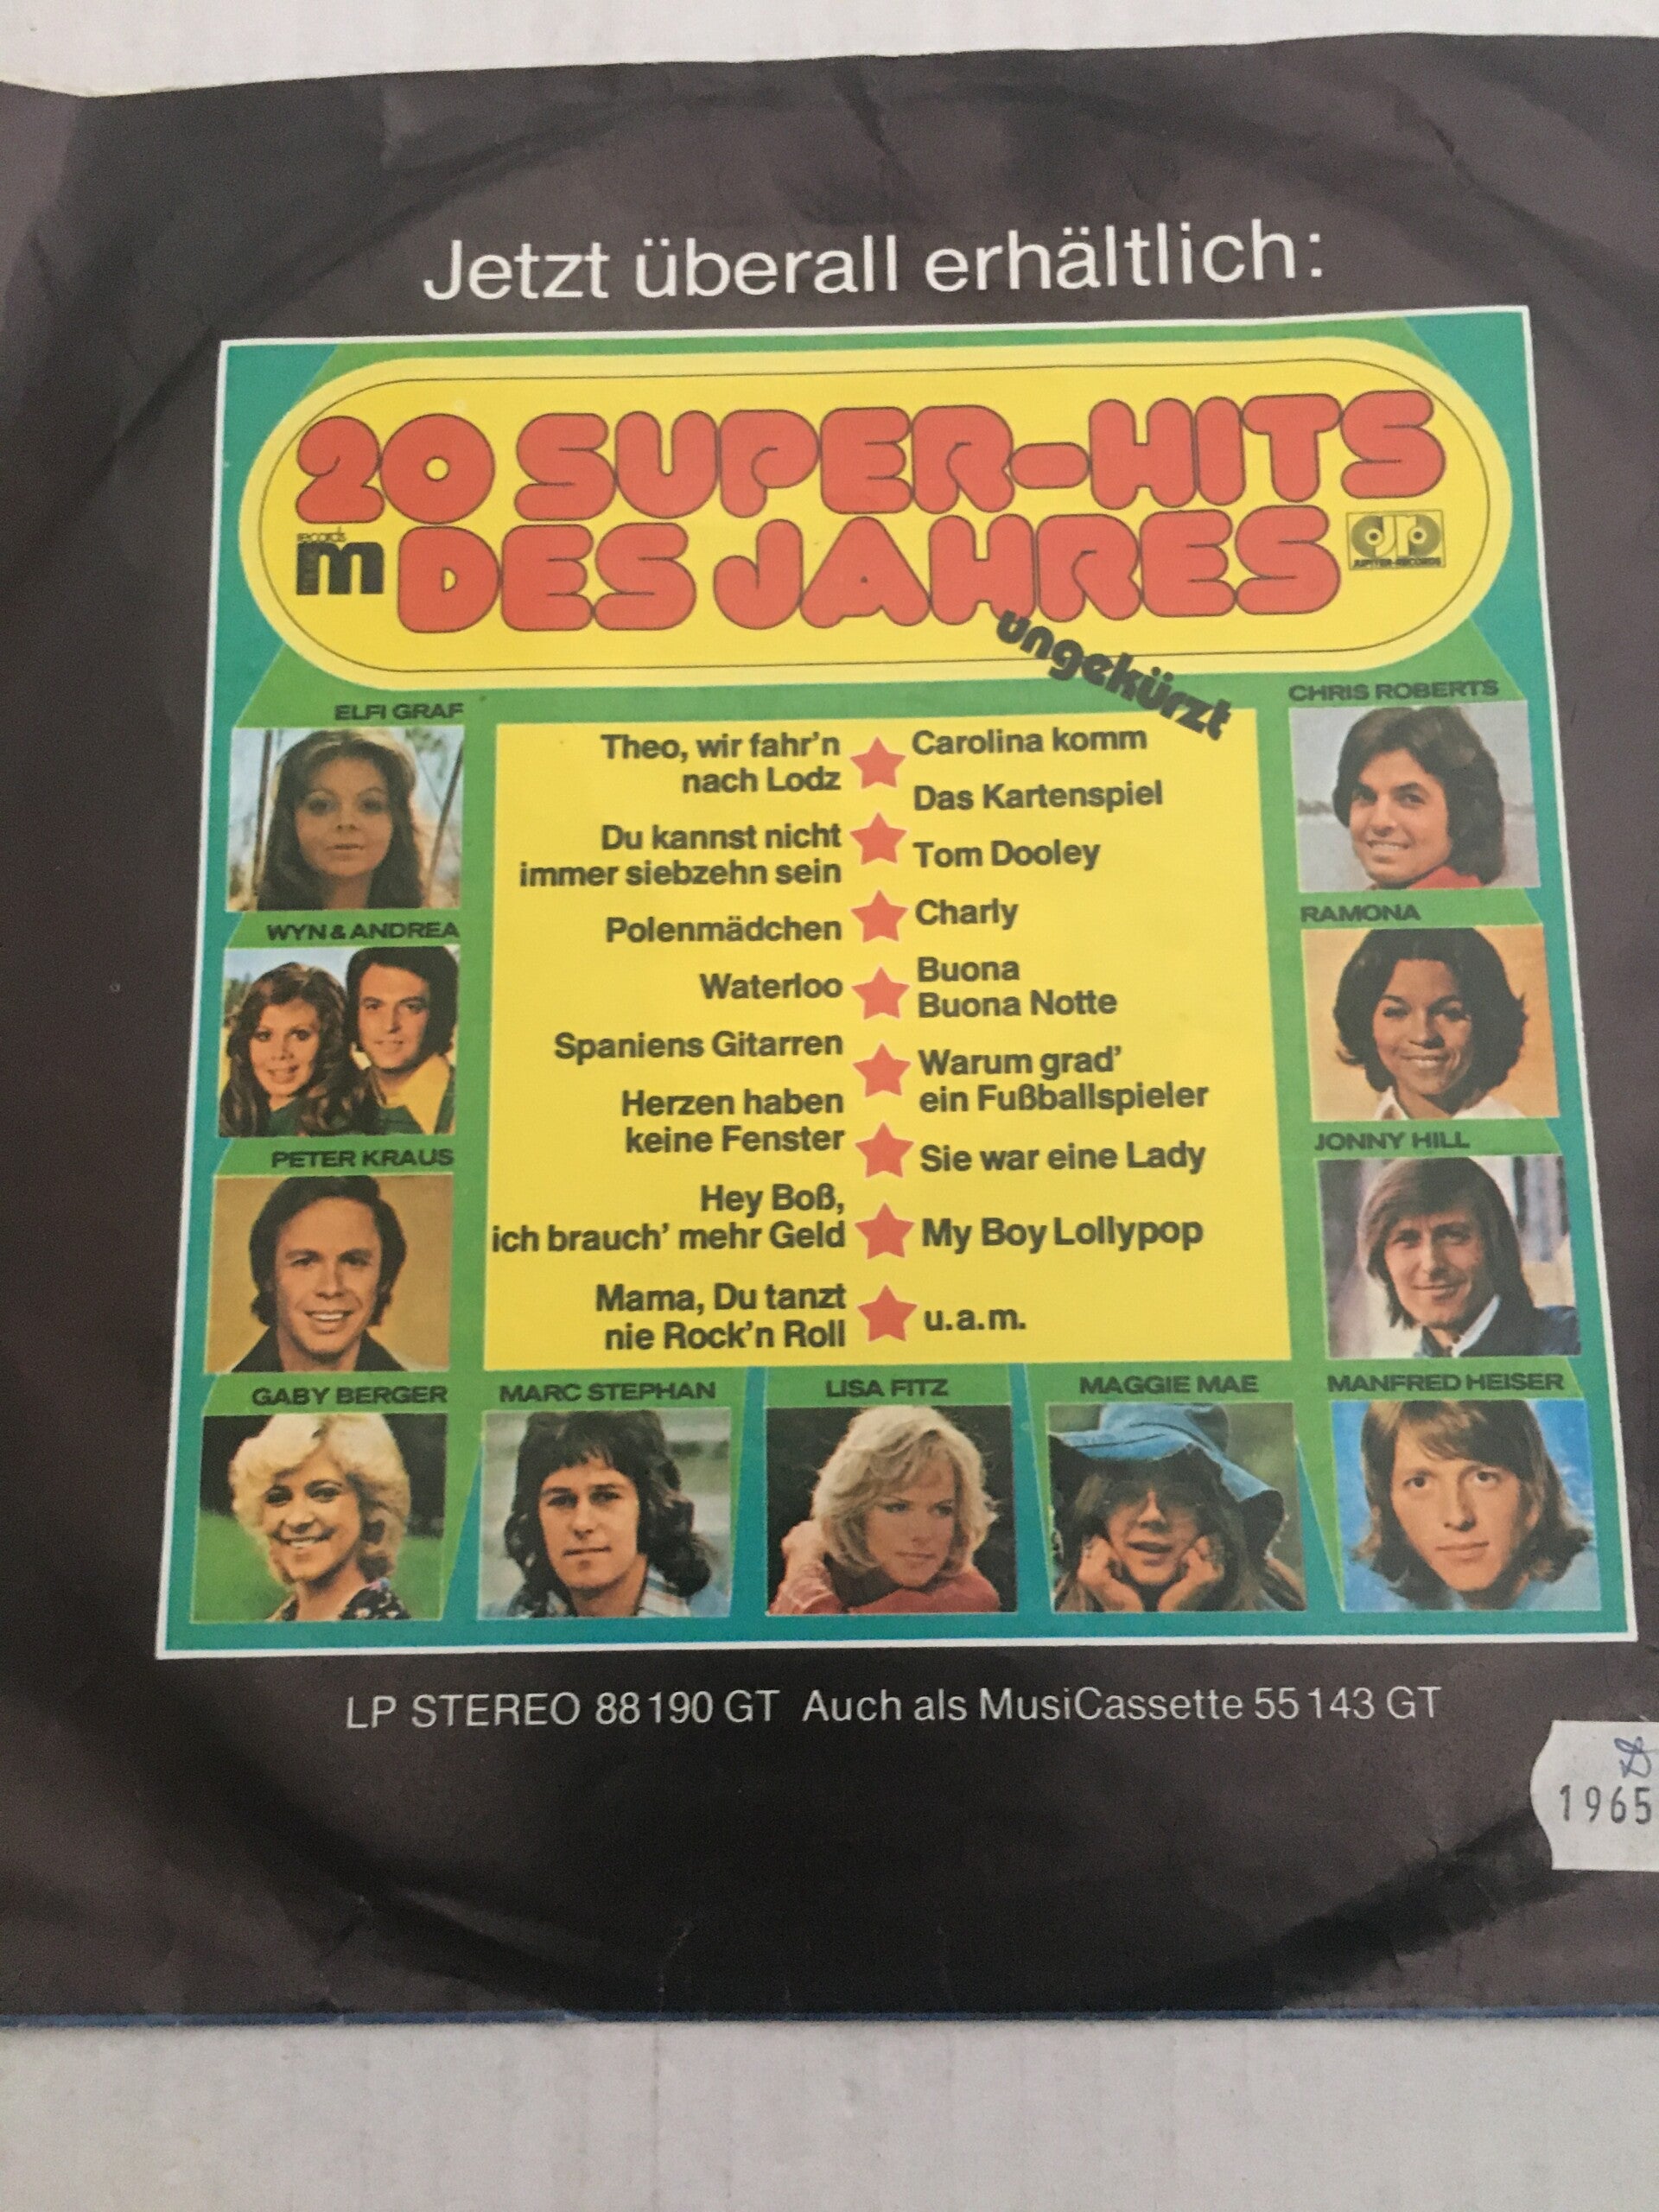 Jetzt überall erhältlich:
20 SUPER-HITS
DES JAHRES
records
m
JUPITER-RECORDS
ungekürzt
ELFI GRAF
WYN & ANDREA
PETER KRAUS
Theo, wir fahr'n
nach Lodz
Du kannst nicht
immer siebzehn sein
Polenmädchen
Waterloo
Spaniens Gitarren
Herzen haben
keine Fenster
Hey Boß,
ich brauch' mehr Geld
Mama, Du tanzt
nie Rock'n Roll
Carolina komm
Das Kartenspiel
Tom Dooley
Charly
Buona
Buona Notte
Warum grad'
ein Fußballspieler
Sie war eine Lady
My Boy Lollypop
u.a.m.
CHRIS ROBERTS
RAMONA
JONNY HILL
GABY BERGER
MARC STEPHAN
LISA FITZ
MAGGIE MAE
MANFRED HEISER
LP STEREO 88190 GT Auch als MusiCassette 55143 GT
1965